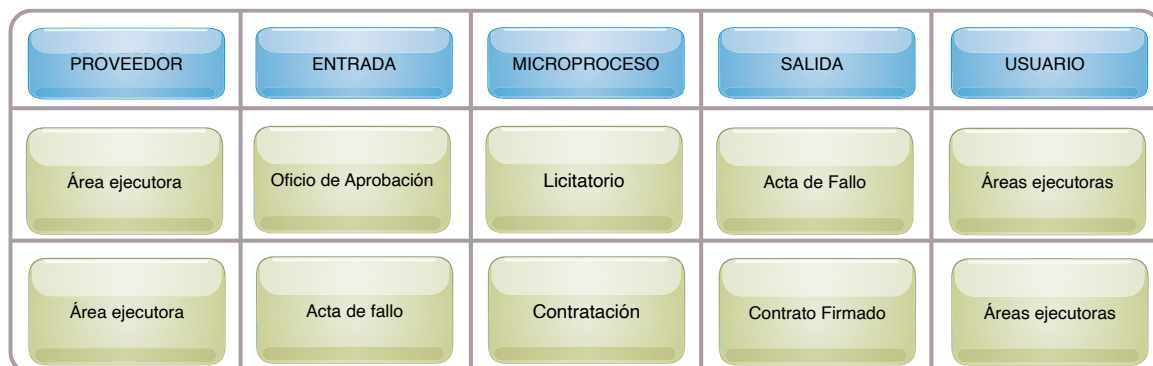 PROVEEDOR
ENTRADA
MICROPROCESO
SALIDA
USUARIO
Área ejecutora
Oficio de Aprobación
Licitatorio
Acta de Fallo
Áreas ejecutoras
Área ejecutora
Acta de fallo
Contratación
Contrato Firmado
Áreas ejecutoras